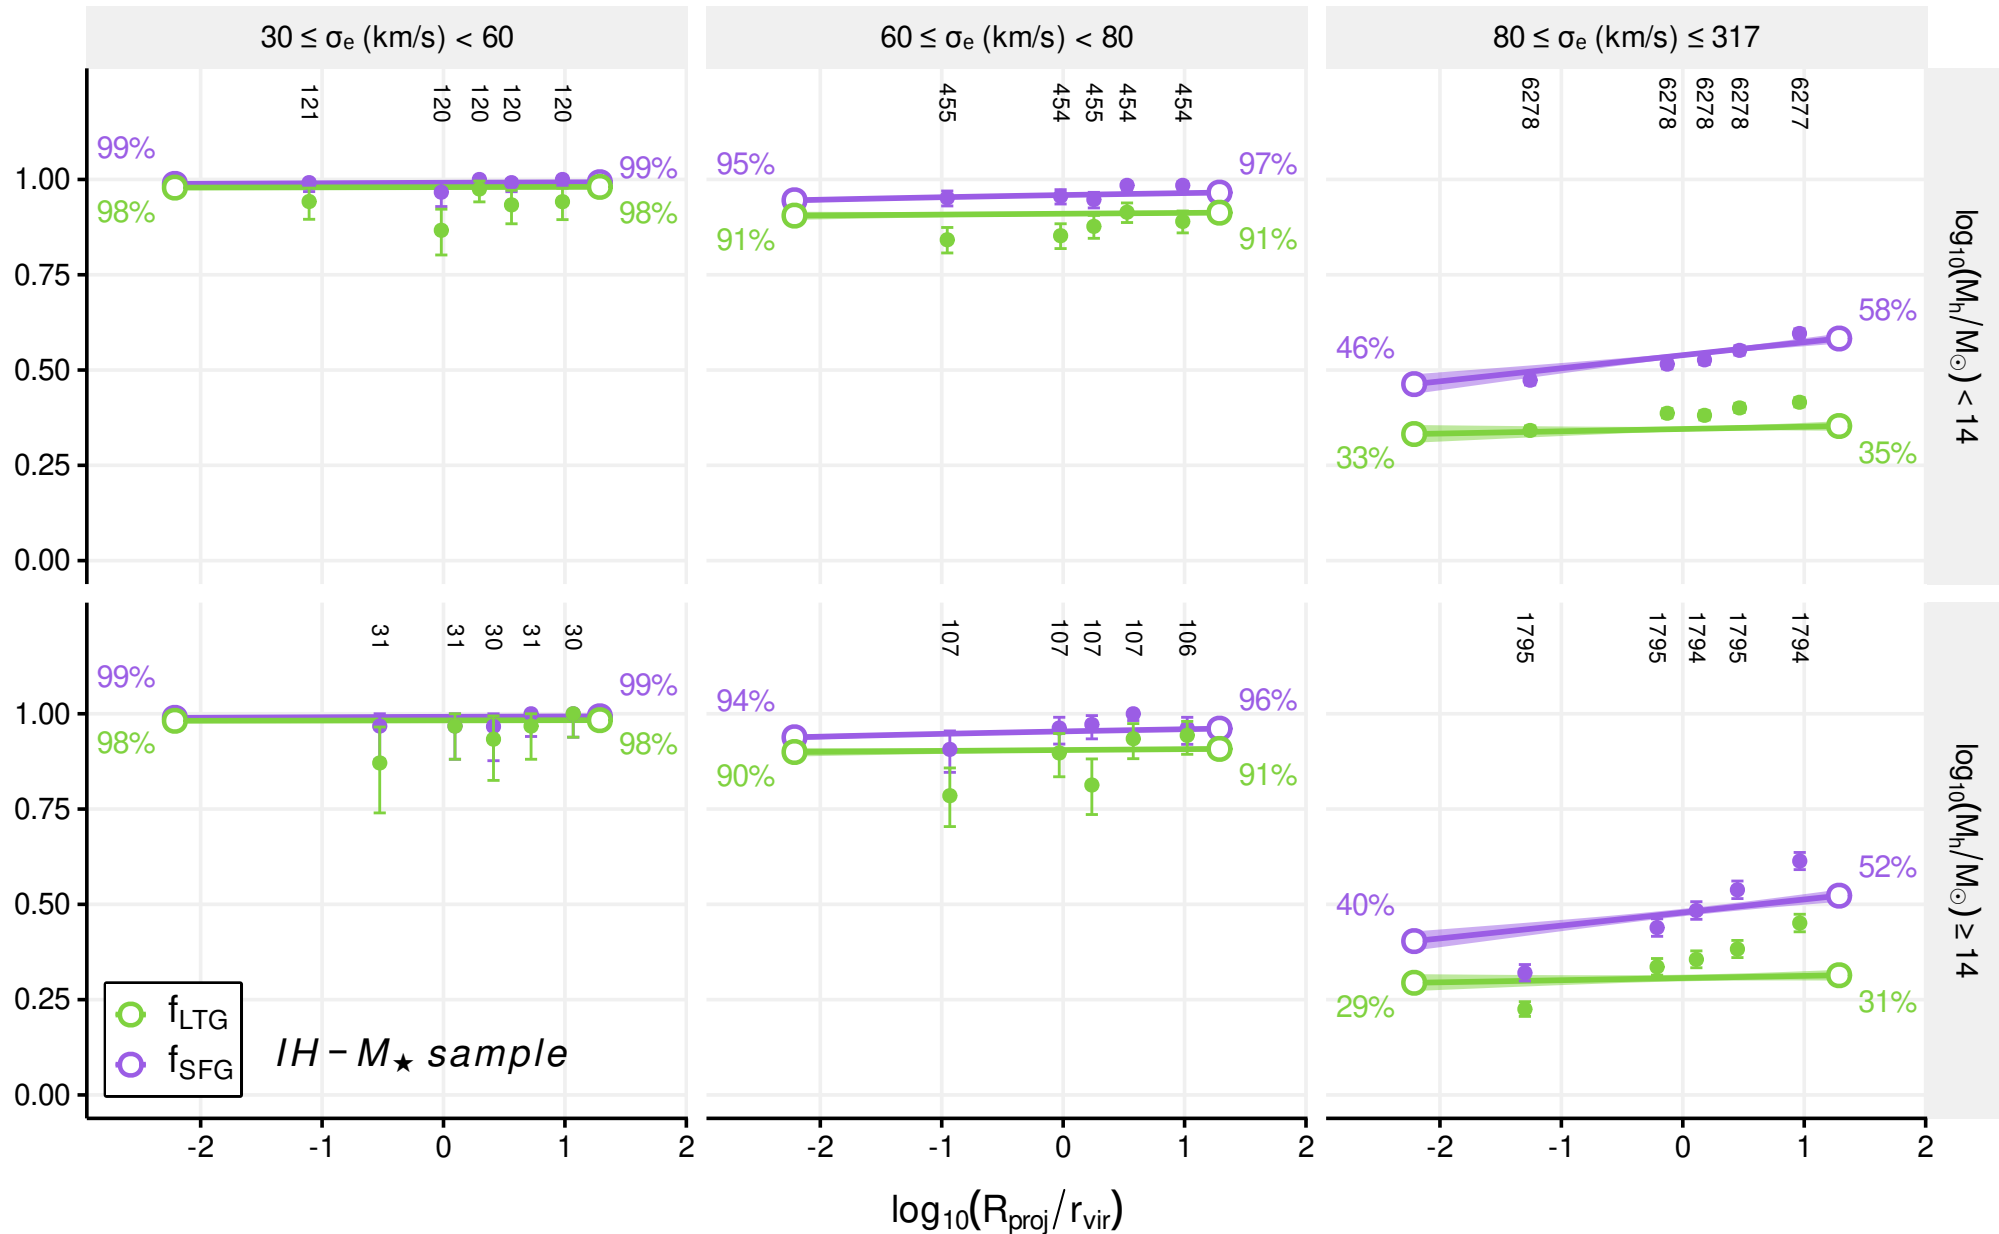 30 ≤ σe (km/s) < 60
60 ≤ σe (km/s) < 80
80 ≤ σe (km/s) ≤ 317
121 120 120 120 120
455 454 455 454 454
6278 6278 6278 6278 6277
99% 99%
98% 98%
95% 97%
91% 91%
46% 58%
33% 35%
1.00
0.75
0.50
0.25
0.00
log10(Mh/M⊙) < 14
31 31 30 31 30
107 107 107 107 106
1795 1795 1794 1795 1794
99% 99%
98% 98%
94% 96%
90% 91%
40% 52%
29% 31%
1.00
0.75
0.50
0.25
0.00
log10(Mh/M⊙) ≥ 14
fLTG
fSFG
IH − M★ sample
-2 -1 0 1 2
-2 -1 0 1 2
-2 -1 0 1 2
log10(Rproj/rvir)